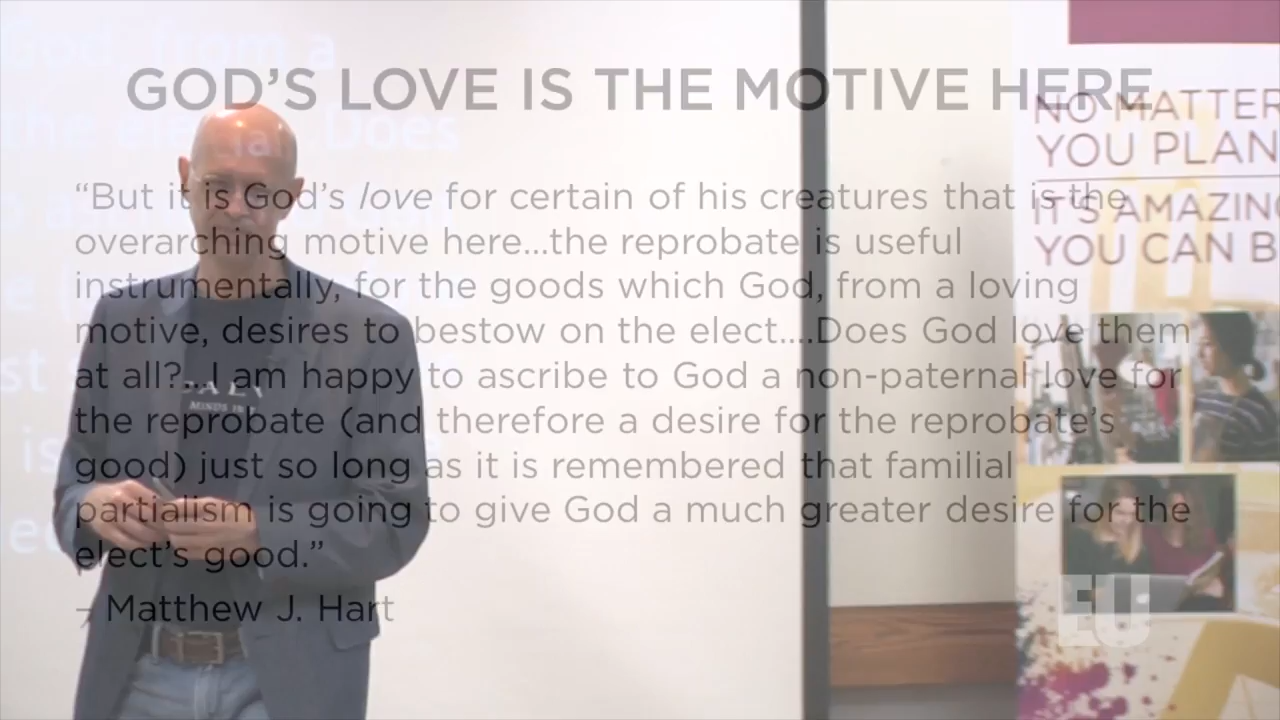 GOD’S LOVE IS THE MOTIVE HERE
“But it is God’s love for certain of his creatures that is the
overarching motive here...the reprobate is useful
instrumentally, for the goods which God, from a loving
motive, desires to bestow on the elect....Does God love them
at all?...I am happy to ascribe to God a non-paternal love for
the reprobate (and therefore a desire for the reprobate’s
good) just so long as it is remembered that familial
partialism is going to give God a much greater desire for the
elect’s good.”
- Matthew J. Hart
NO MATTER
YOU PLAN
IT'S AMAZING
YOU CAN B
from a
Does
EU